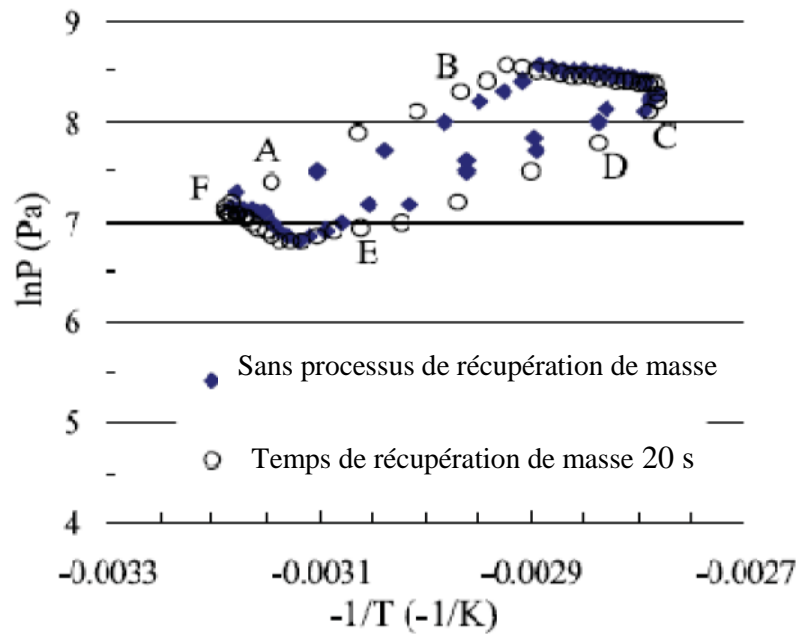 9
8
7
6
5
4
lnP (Pa)
A
B
C
D
E
F
Sans processus de récupération de masse
Temps de récupération de masse 20 s
-0.0033 -0.0031 -0.0029 -0.0027
-1/T (-1/K)